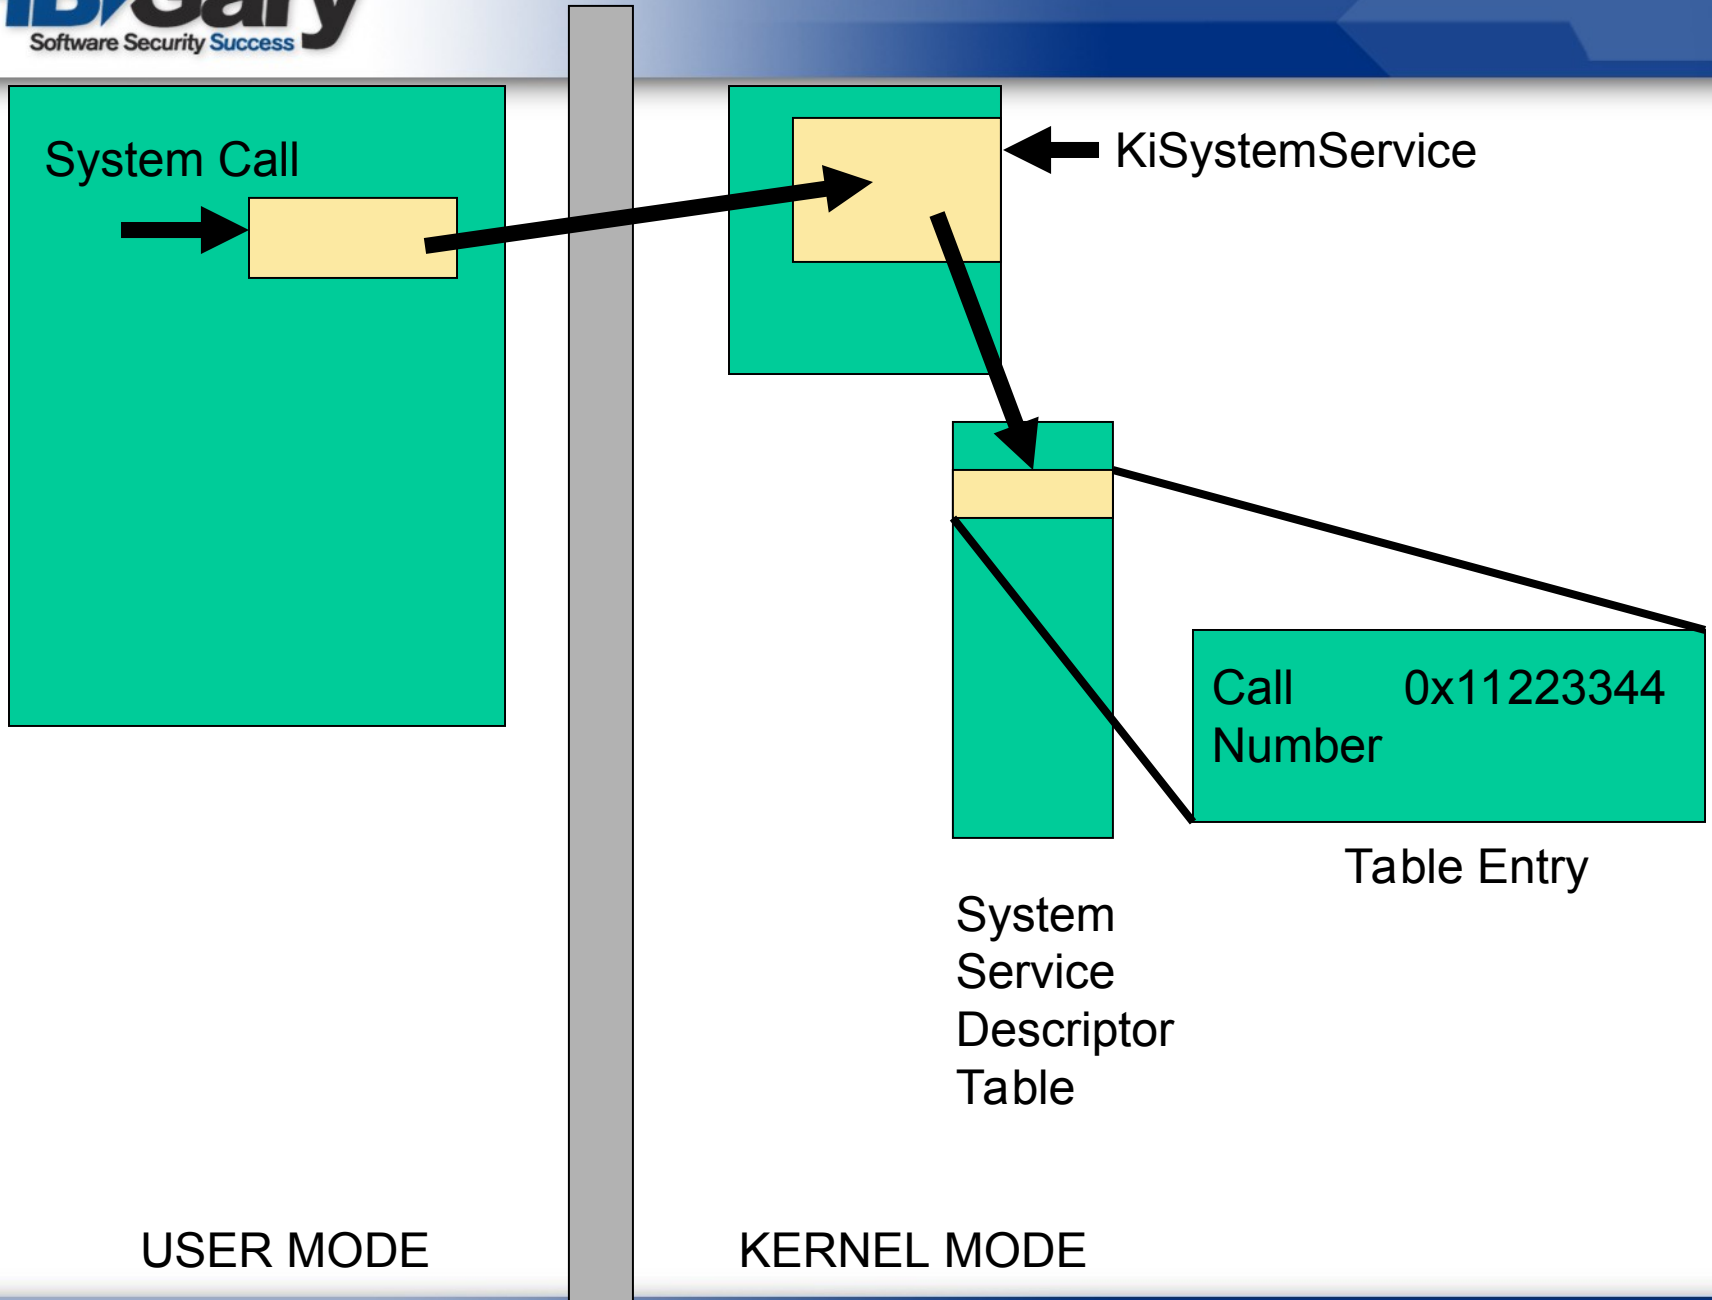 Gary
Software Security Success
System Call
KiSystemService
Call Number
0x11223344
Table Entry
System
Service
Descriptor
Table
USER MODE
KERNEL MODE